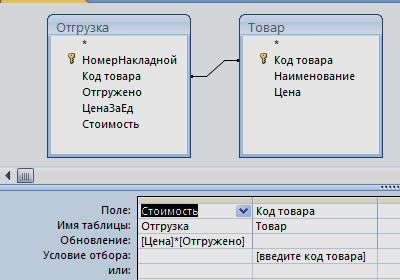 Отгрузка
*
НомерНакладной
Код товара
Отгружено
ЦенаЗаЕд
Стоимость
Товар
*
Код товара
Наименование
Цена
Поле: Стоимость Код товара
Имя таблицы: Отгрузка Товар
Обновление: [Цена]*[Отгружено]
Условие отбора: [введите код товара]
или: